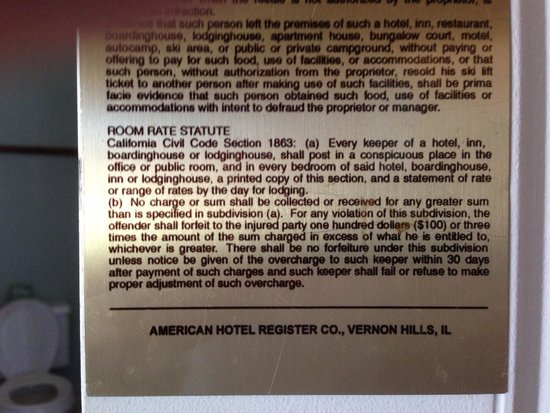 when the resale is not authorized by the proprietor, is
infraction.
Evidence that such person left the premises of such a hotel, inn, restaurant,
boardinghouse, lodginghouse, apartment house, bungalow court, motel,
autocamp, ski area, or public or private campground, without paying or
offering to pay for such food, use of facilities, or accommodations, or that
such person, without authorization from the proprietor, resold his ski lift
ticket to another person after making use of such facilities, shall be prima
facie evidence that such person obtained such food, use of facilities or
accommodations with intent to defraud the proprietor or manager.
ROOM RATE STATUTE
California Civil Code Section 1863: (a) Every keeper of a hotel, inn,
boardinghouse or lodginghouse, shall post in a conspicuous place in the
office or public room, and in every bedroom of said hotel, boardinghouse,
inn or lodginghouse, a printed copy of this section, and a statement of rate
or range of rates by the day for lodging.
(b) No charge or sum shall be collected or received for any greater sum
than is specified in subdivision (a). For any violation of this subdivision, the
offender shall forfeit to the injured party one hundred dollars ($100) or three
times the amount of the sum charged in excess of what he is entitled to,
whichever is greater. There shall be no forfeiture under this subdivision
unless notice be given of the overcharge to such keeper within 30 days
after payment of such charges and such keeper shall fail or refuse to make
proper adjustment of such overcharge.
AMERICAN HOTEL REGISTER CO., VERNON HILLS, IL